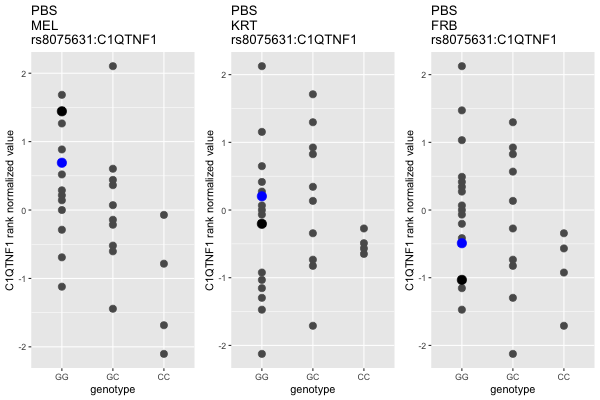 PBS
MEL
rs8075631:C1QTNF1
C1QTNF1 rank normalized value
2
1
0
-1
-2
GG
GC
CC
genotype
PBS
KRT
rs8075631:C1QTNF1
C1QTNF1 rank normalized value
2
1
0
-1
-2
GG
GC
CC
genotype
PBS
FRB
rs8075631:C1QTNF1
C1QTNF1 rank normalized value
2
1
0
-1
-2
GG
GC
CC
genotype